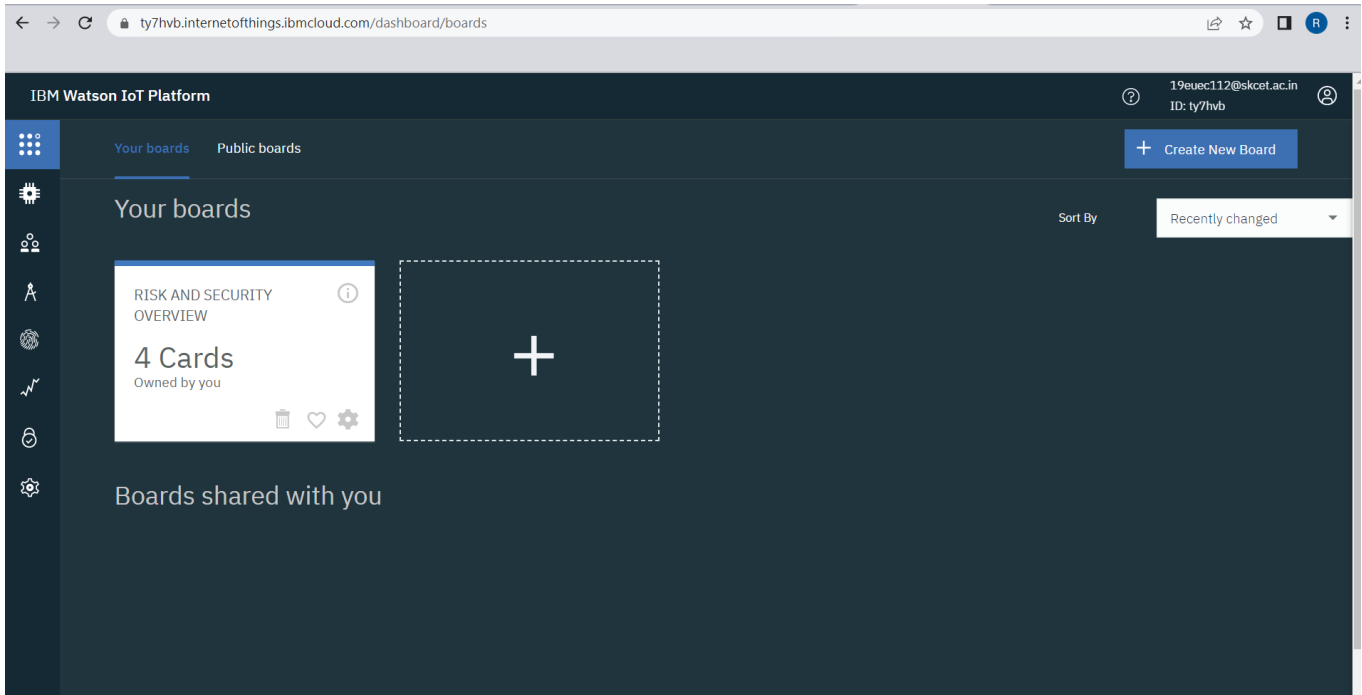 ty7hvb.internetofthings.ibmcloud.com/dashboard/boards
R
IBM Watson IoT Platform
19euec112@skcet.ac.in
ID: ty7hvb
Your boards
Public boards
Create New Board
Your boards
Sort By
Recently changed
RISK AND SECURITY
OVERVIEW
4 Cards
Owned by you
Boards shared with you